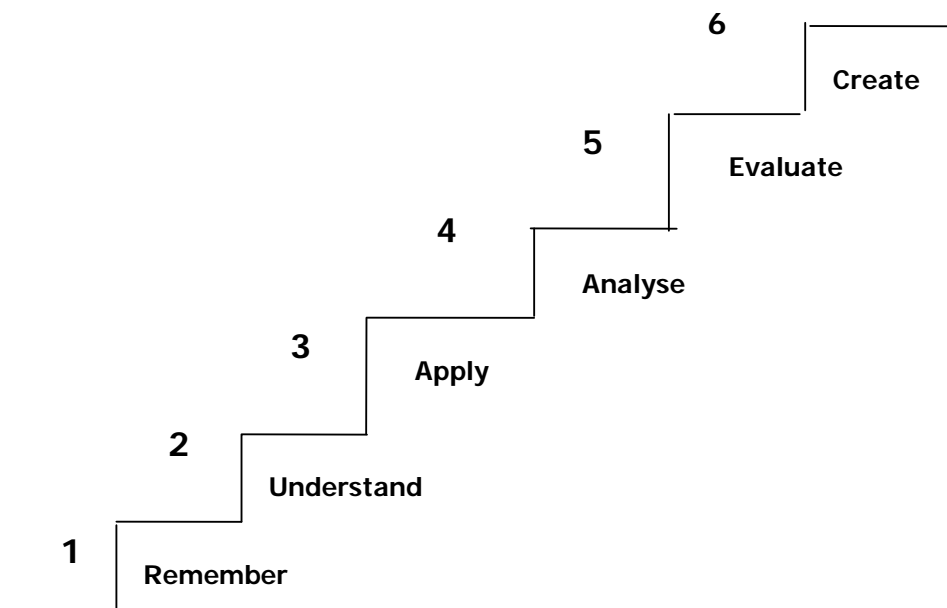 6
Create
5
Evaluate
4
Analyse
3
Apply
2
Understand
1
Remember